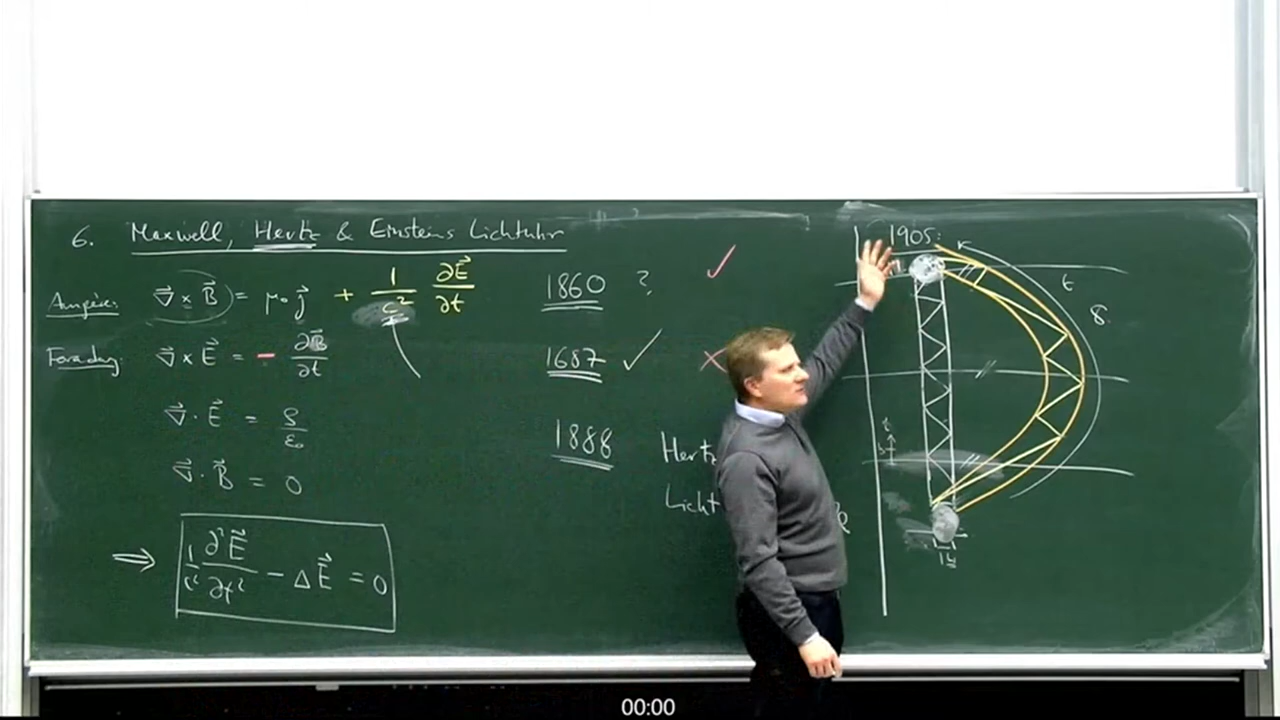 6. Maxwell, Hertz & Einsteins Lichtuhr
Ampère: ∇⃗ × B⃗ = μ₀ j⃗ + 1/c² ∂E⃗/∂t 1860 ?
Faraday: ∇⃗ × E⃗ = - ∂B⃗/∂t 1687
∇⃗ · E⃗ = ρ/ε₀
1888
∇⃗ · B⃗ = 0
⇒ 1/c² ∂²E⃗/∂t² - ΔE⃗ = 0
Hertz
Licht
1905:
t
8
00:00